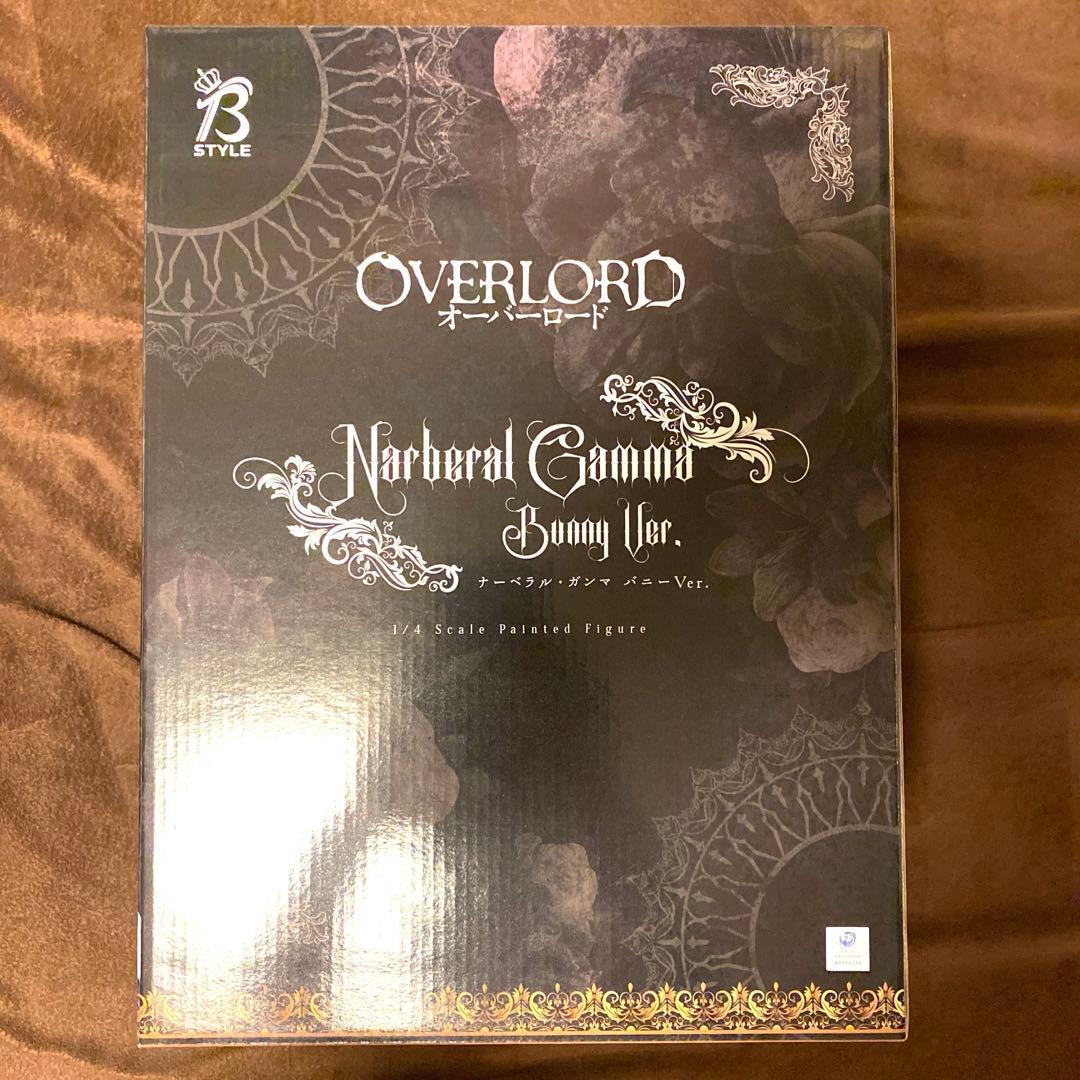 B
STYLE
OVERLORD
オーバーロード
Narberal Gamma
Bunny Ver.
ナーベラル・ガンマ バニーVer.
1/4 Scale Painted Figure